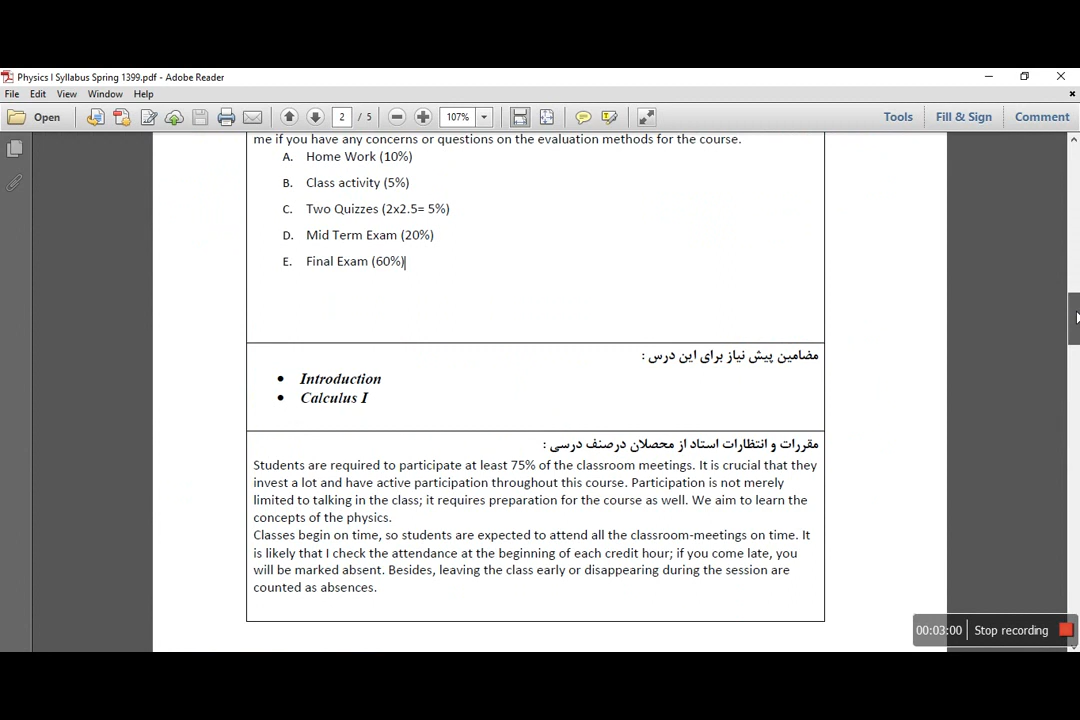 Physics I Syllabus Spring 1399.pdf - Adobe Reader
File Edit View Window Help
Open 2 / 5 107% Tools Fill & Sign Comment
me if you have any concerns or questions on the evaluation methods for the course.
A. Home Work (10%)
B. Class activity (5%)
C. Two Quizzes (2x2.5= 5%)
D. Mid Term Exam (20%)
E. Final Exam (60%)
مضامین پیش نیاز برای این درس :
• Introduction
• Calculus I
مقررات و انتظارات استاد از محصلان درصنف درسی :
Students are required to participate at least 75% of the classroom meetings. It is crucial that they
invest a lot and have active participation throughout this course. Participation is not merely
limited to talking in the class; it requires preparation for the course as well. We aim to learn the
concepts of the physics.
Classes begin on time, so students are expected to attend all the classroom-meetings on time. It
is likely that I check the attendance at the beginning of each credit hour; if you come late, you
will be marked absent. Besides, leaving the class early or disappearing during the session are
counted as absences.
00:03:00 Stop recording